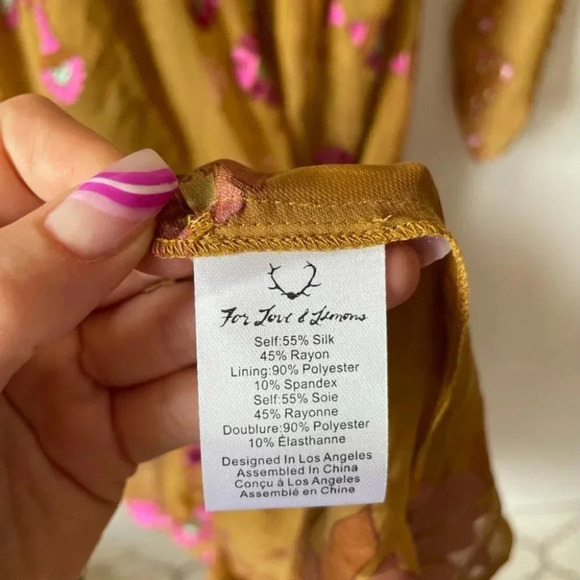 For Love & Lemons
Self:55% Silk
45% Rayon
Lining:90% Polyester
10% Spandex
Self:55% Soie
45% Rayonne
Doublure:90% Polyester
10% Élasthanne
Designed In Los Angeles
Assembled In China
Conçu à Los Angeles
Assemblé en Chine